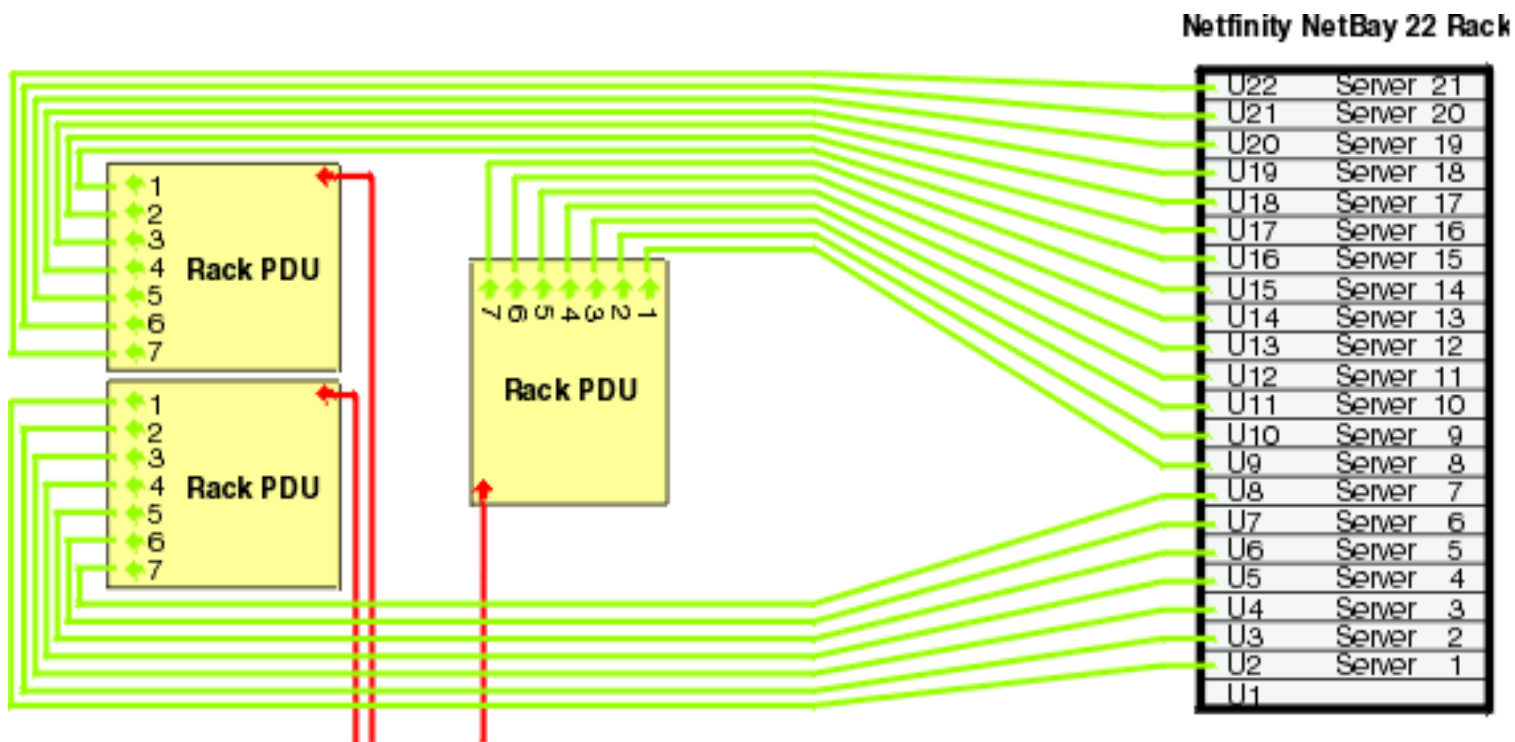 Netfinity NetBay 22 Rack
U22 Server 21
U21 Server 20
U20 Server 19
U19 Server 18
U18 Server 17
U17 Server 16
U16 Server 15
U15 Server 14
U14 Server 13
U13 Server 12
U12 Server 11
U11 Server 10
U10 Server 9
U9 Server 8
U8 Server 7
U7 Server 6
U6 Server 5
U5 Server 4
U4 Server 3
U3 Server 2
U2 Server 1
U1
1
2
3
4
5
6
7
Rack PDU
1
2
3
4
5
6
7
Rack PDU
7 6 5 4 3 2 1
Rack PDU